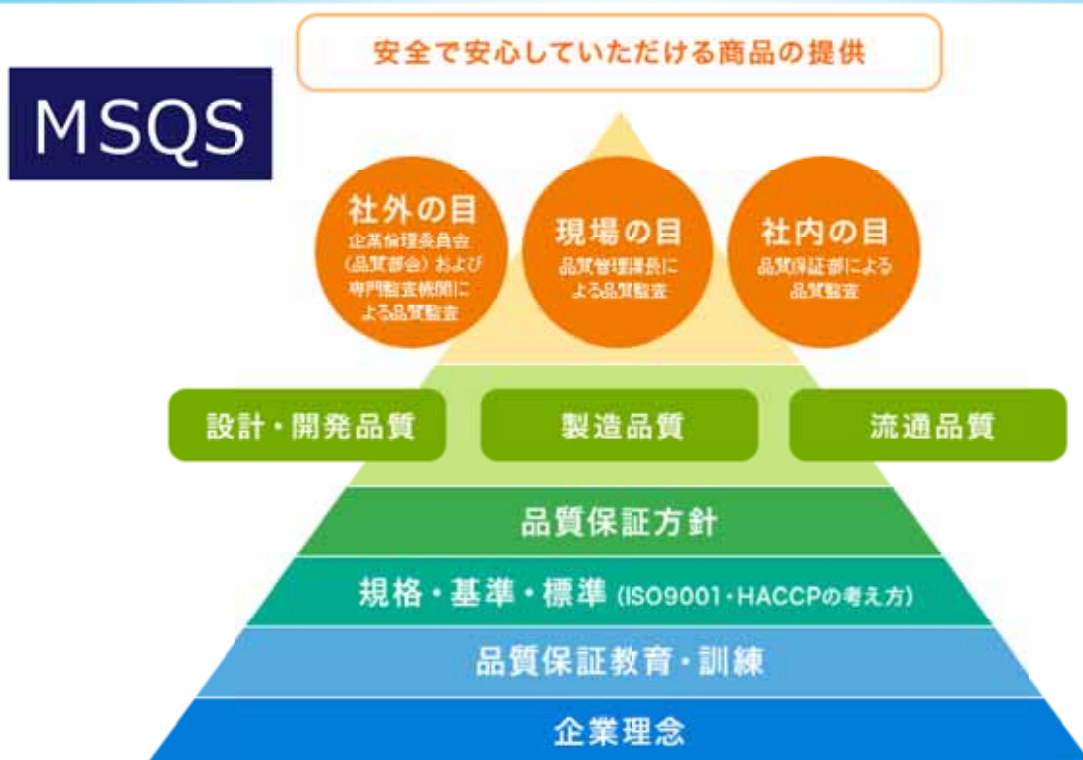 安全で安心していただける商品の提供
MSQS
社外の目
企業倫理委員会
(品質部会)および
専門監査機関に
よる品質監査
現場の目
品質管理課長に
よる品質監査
社内の目
品質保証部による
品質監査
設計・開発品質
製造品質
流通品質
品質保証方針
規格・基準・標準 (ISO9001・HACCPの考え方)
品質保証教育・訓練
企業理念